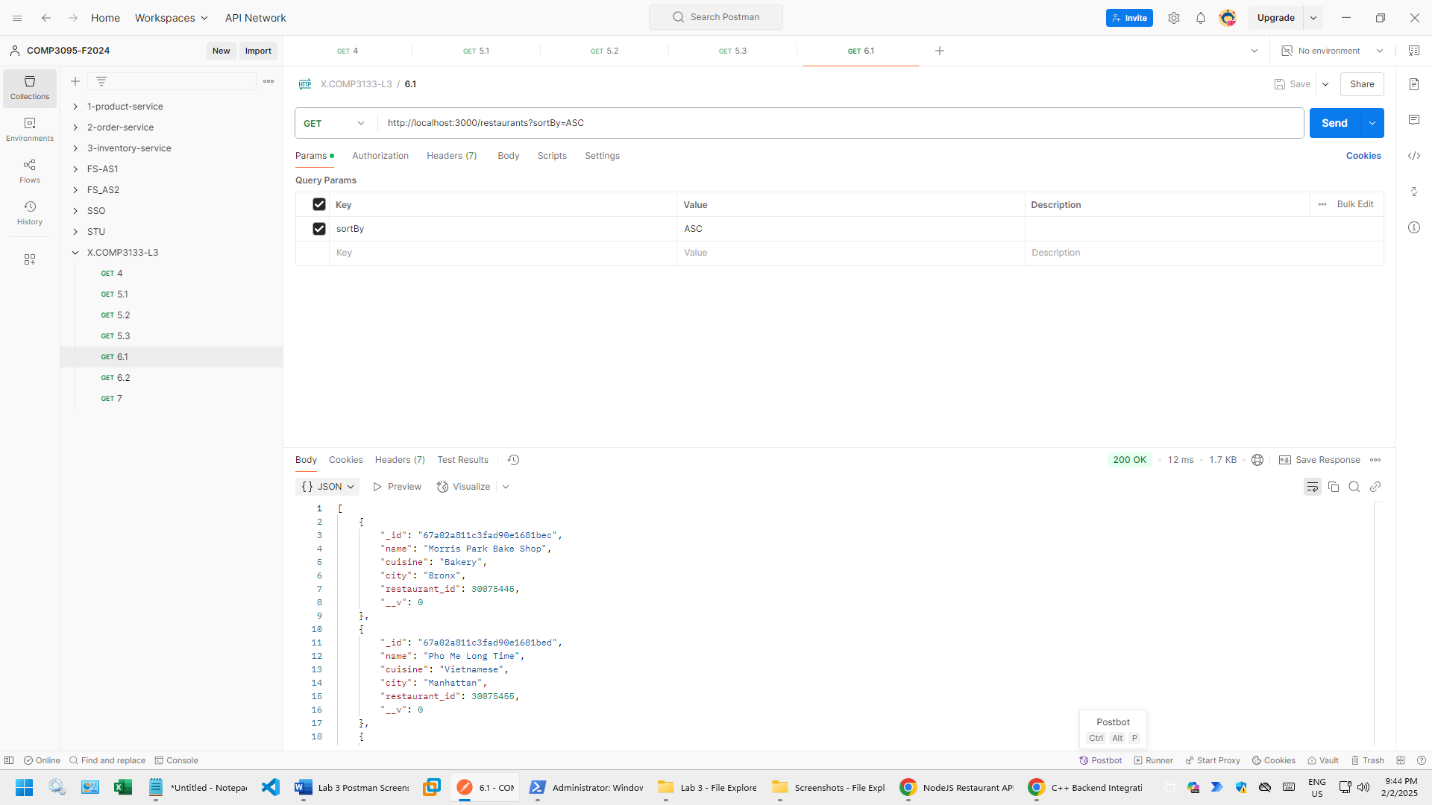 Home Workspaces API Network Search Postman Invite Upgrade
COMP3095-F2024 New Import GET 4 GET 5.1 GET 5.2 GET 5.3 GET 6.1 No environment
Collections
Environments
Flows
History
1-product-service
2-order-service
3-inventory-service
FS-AS1
FS_AS2
SSO
STU
X.COMP3133-L3
GET 4
GET 5.1
GET 5.2
GET 5.3
GET 6.1
GET 6.2
GET 7
HTTP X.COMP3133-L3 / 6.1 Save Share
GET http://localhost:3000/restaurants?sortBy=ASC Send
Params Authorization Headers (7) Body Scripts Settings Cookies
Query Params
Key Value Description Bulk Edit
sortBy ASC
Key Value Description
Body Cookies Headers (7) Test Results 200 OK 12 ms 1.7 KB Save Response
{ } JSON Preview Visualize
1 [
2 {
3 "_id": "67a02a811c3fad90e1681bec",
4 "name": "Morris Park Bake Shop",
5 "cuisine": "Bakery",
6 "city": "Bronx",
7 "restaurant_id": 30075445,
8 "__v": 0
9 },
10 {
11 "_id": "67a02a811c3fad90e1681bed",
12 "name": "Pho Me Long Time",
13 "cuisine": "Vietnamese",
14 "city": "Manhattan",
15 "restaurant_id": 30075455,
16 "__v": 0
17 },
18 {
Postbot
Ctrl Alt P
Online Find and replace Console Postbot Runner Start Proxy Cookies Vault Trash
*Untitled - Notepa Lab 3 Postman Screens 6.1 - COM Administrator: Window Lab 3 - File Explore Screenshots - File Expl NodeJS Restaurant API C++ Backend Integrati
ENG
US
9:44 PM
2/2/2025